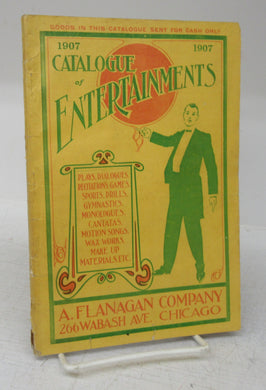 GOODS IN THIS CATALOGUE SENT FOR CASH ONLY
1907 1907
CATALOGUE
of
ENTERTAINMENTS
PLAYS, DIALOGUES,
RECITATIONS, GAMES,
SPORTS, DRILLS,
GYMNASTICS,
MONOLOGUES,
CANTATAS,
MOTION SONGS,
WAX WORKS,
MAKE UP
MATERIALS, ETC.
A. FLANAGAN COMPANY
266 WABASH AVE. CHICAGO